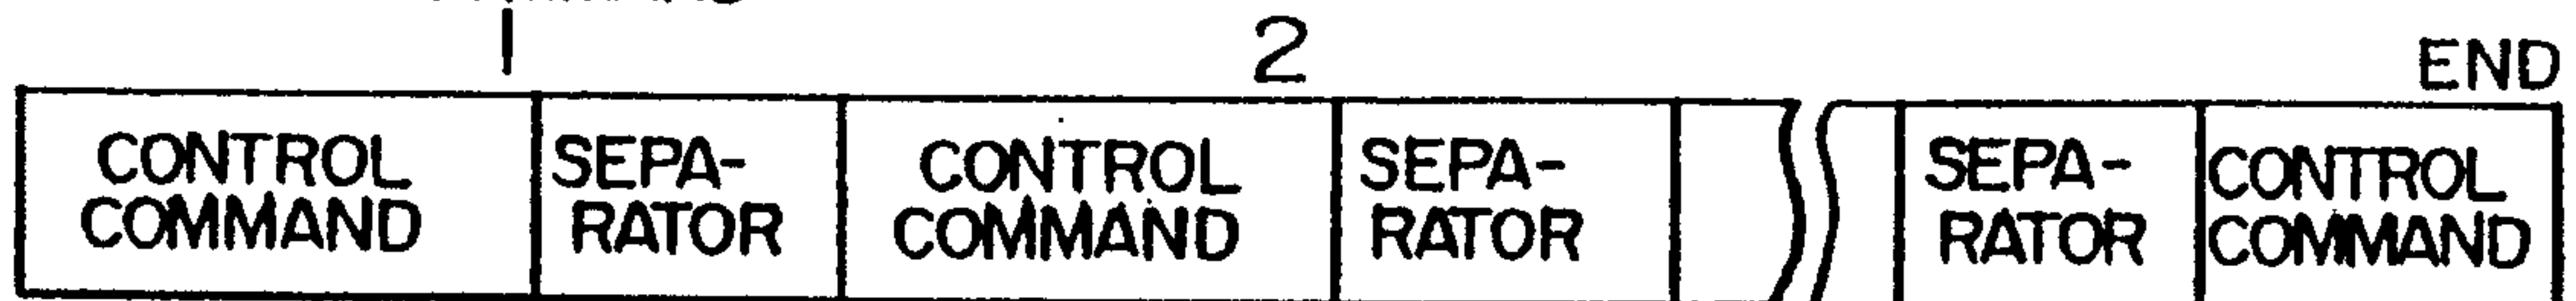 1
2
END
CONTROL
COMMAND
SEPA-
RATOR
CONTROL
COMMAND
SEPA-
RATOR
SEPA-
RATOR
CONTROL
COMMAND